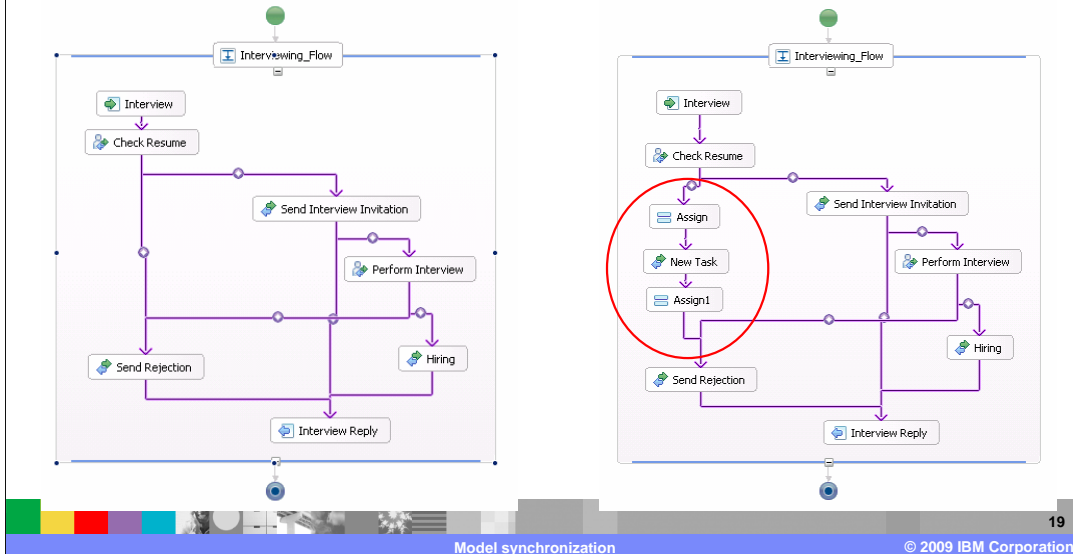 Interviewing_Flow
Interview
Check Resume
Send Interview Invitation
Perform Interview
Hiring
Send Rejection
Interview Reply
Interviewing_Flow
Interview
Check Resume
Assign
Send Interview Invitation
New Task
Perform Interview
Assign1
Hiring
Send Rejection
Interview Reply
19
Model synchronization
© 2009 IBM Corporation